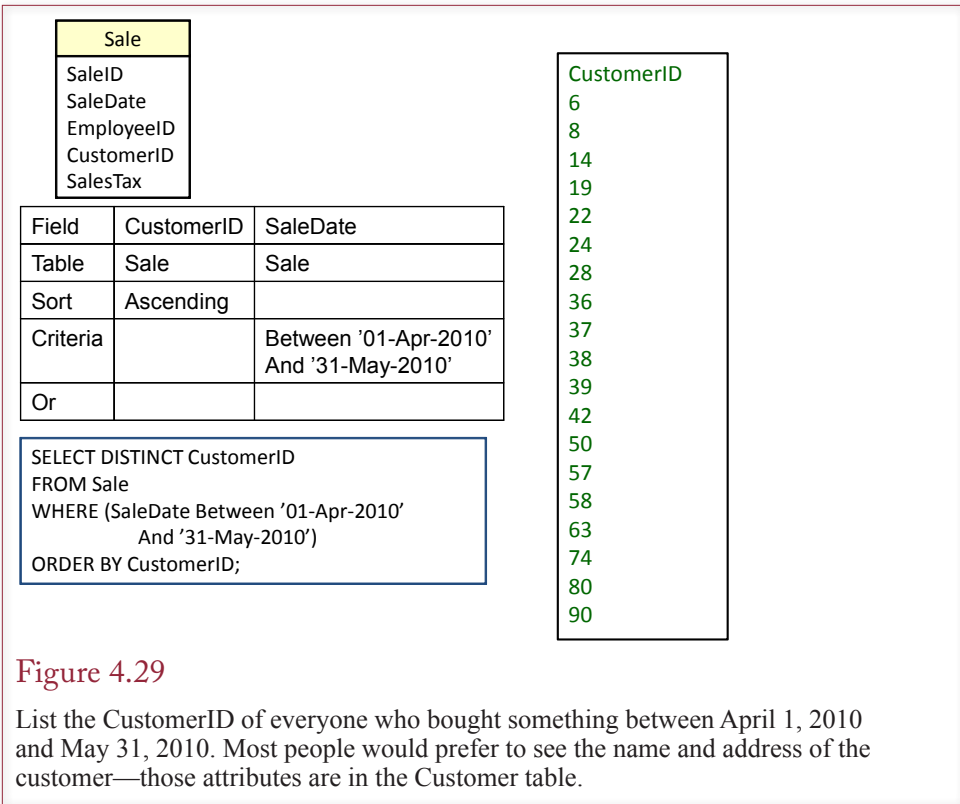 Sale
SaleID
SaleDate
EmployeeID
CustomerID
SalesTax
Field CustomerID SaleDate
Table Sale Sale
Sort Ascending
Criteria Between ’01-Apr-2010’
And ’31-May-2010’
Or
SELECT DISTINCT CustomerID
FROM Sale
WHERE (SaleDate Between ’01-Apr-2010’
And ’31-May-2010’)
ORDER BY CustomerID;
CustomerID
6
8
14
19
22
24
28
36
37
38
39
42
50
57
58
63
74
80
90
Figure 4.29
List the CustomerID of everyone who bought something between April 1, 2010
and May 31, 2010. Most people would prefer to see the name and address of the
customer—those attributes are in the Customer table.